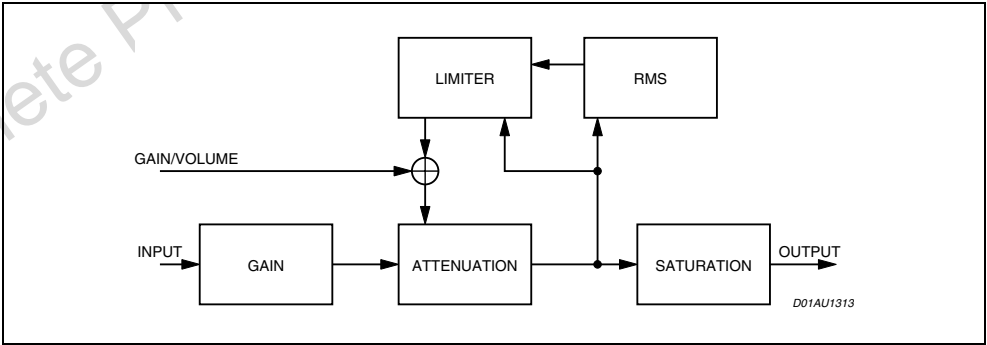 LIMITER
RMS
GAIN/VOLUME
INPUT
GAIN
ATTENUATION
SATURATION
OUTPUT
D01AU1313